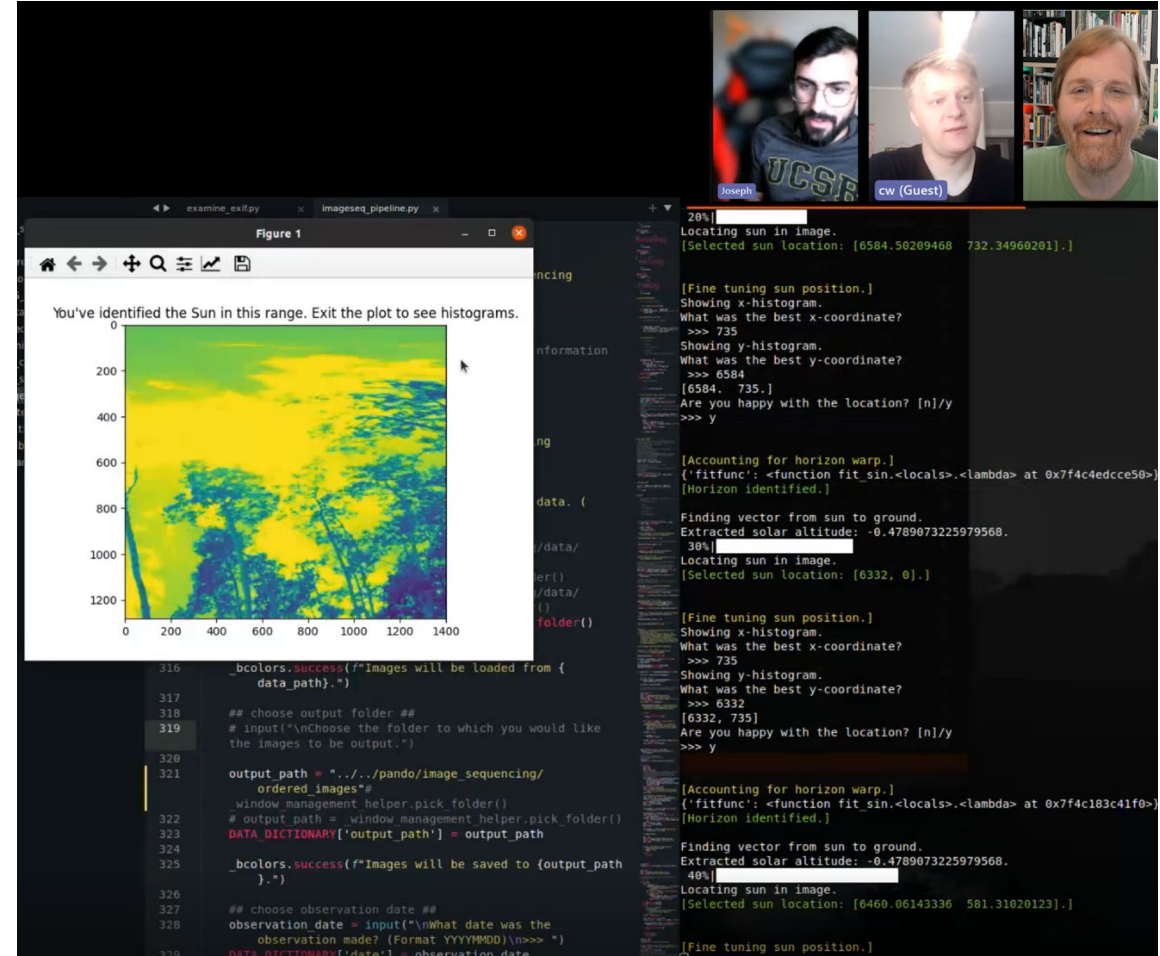 UCSB
Joseph
cw (Guest)
examine_exif.py × imageseq_pipeline.py ×
Figure 1
You've identified the Sun in this range. Exit the plot to see histograms.
0
200
400
600
800
1000
1200
0 200 400 600 800 1000 1200 1400
encing
nformation
ng
data. (
g/data/
der()
g/data/
()
folder()
316 _bcolors.success(f"Images will be loaded from {
data_path}.")
317
318 ## choose output folder ##
319 # input("\nChoose the folder to which you would like
the images to be output.")
320
321 output_path = "../../pando/image_sequencing/
ordered_images"#
_window_management_helper.pick_folder()
322 # output_path = _window_management_helper.pick_folder()
323 DATA_DICTIONARY['output_path'] = output_path
324
325 _bcolors.success(f"Images will be saved to {output_path
}.")
326
327 ## choose observation date ##
328 observation_date = input("\nWhat date was the
observation made? (Format YYYYMMDD)\n>>> ")
329 DATA_DICTIONARY['date'] = observation_date
20%|
Locating sun in image.
[Selected sun location: [6584.50209468 732.34960201].]
[Fine tuning sun position.]
Showing x-histogram.
What was the best x-coordinate?
>>> 735
Showing y-histogram.
What was the best y-coordinate?
>>> 6584
[6584. 735.]
Are you happy with the location? [n]/y
>>> y
[Accounting for horizon warp.]
{'fitfunc': <function fit_sin.<locals>.<lambda> at 0x7f4c4edcce50>}
[Horizon identified.]
Finding vector from sun to ground.
Extracted solar altitude: -0.4789073225979568.
30%|
Locating sun in image.
[Selected sun location: [6332, 0].]
[Fine tuning sun position.]
Showing x-histogram.
What was the best x-coordinate?
>>> 735
Showing y-histogram.
What was the best y-coordinate?
>>> 6332
[6332, 735]
Are you happy with the location? [n]/y
>>> y
[Accounting for horizon warp.]
{'fitfunc': <function fit_sin.<locals>.<lambda> at 0x7f4c183c41f0>}
[Horizon identified.]
Finding vector from sun to ground.
Extracted solar altitude: -0.4789073225979568.
40%|
Locating sun in image.
[Selected sun location: [6460.06143336 581.31020123].]
[Fine tuning sun position.]